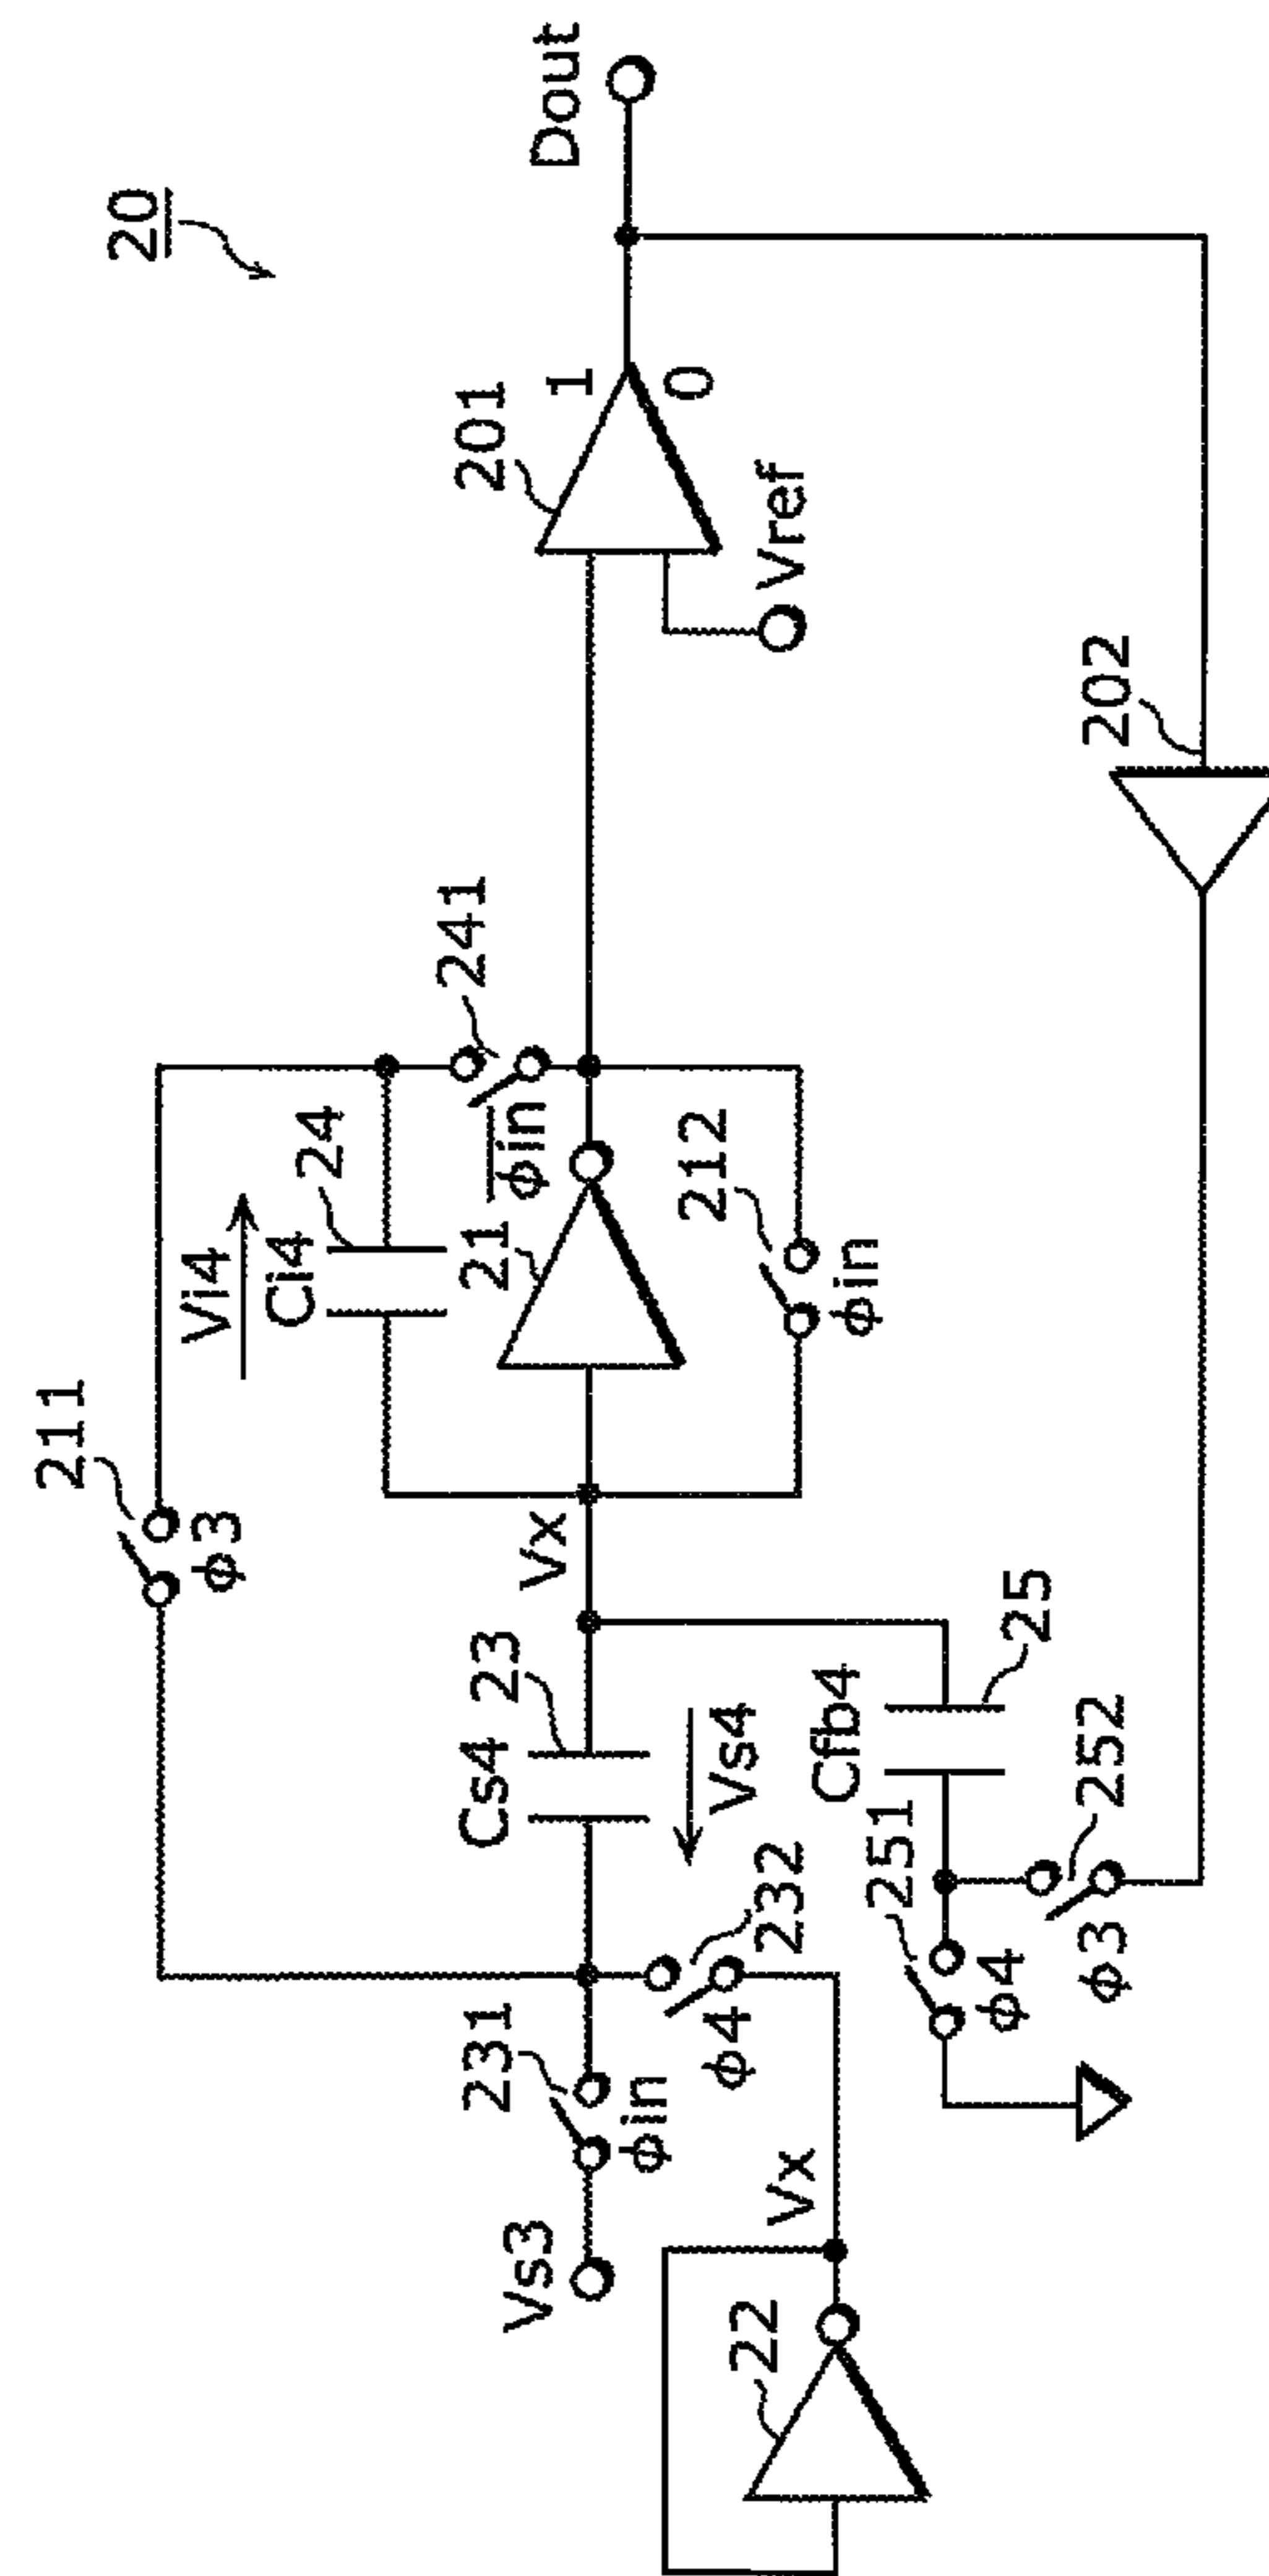 20
Dout
201
1
0
Vref
202
241
φin
24
Vi4
Ci4
21
212
φin
211
φ3
Vx
23
Cs4
Vs4
25
Cfb4
252
251
φ3
φ4
232
φ4
231
φin
Vs3
Vx
22